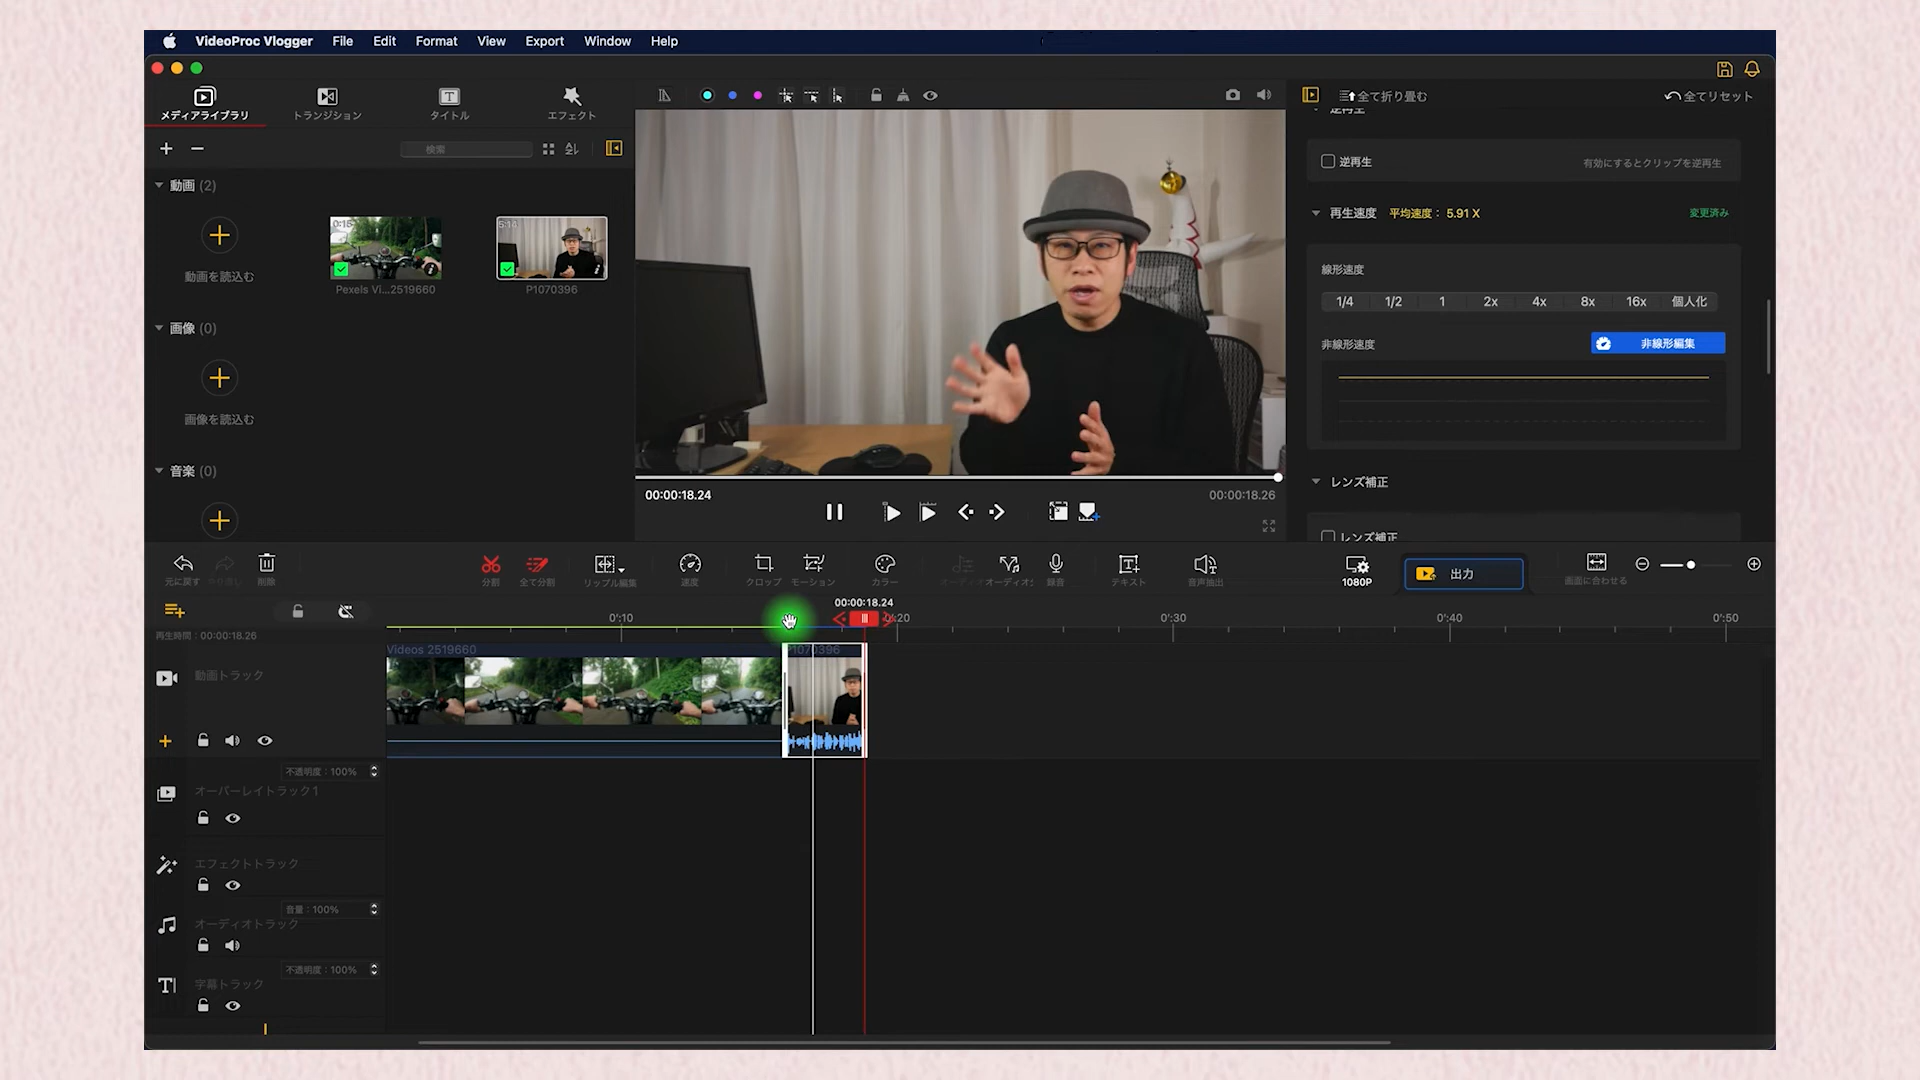 VideoProc Vlogger File Edit Format View Export Window Help
メディアライブラリ トランジション タイトル エフェクト
全て折り畳む 全てリセット
逆再生
検索
動画 (2)
動画を読込む
0:15
Pexels Vi...2519660
P1070396
画像 (0)
画像を読込む
音楽 (0)
逆再生 有効にするとクリップを逆再生
再生速度 平均速度： 5.91 X 変更済み
線形速度
1/4 1/2 1 2x 4x 8x 16x 個人化
非線形速度 非線形編集
レンズ補正
レンズ補正
00:00:18.24 00:00:18.26
元に戻す やり直し 削除 分割 全て分割 リップル編集 速度 クロップ モーション カラー オーディオ オーディオ 録音 テキスト 音声抽出 1080P 出力 画面に合わせる
00:00:18.24
0':10 0':20 0':30 0':40 0':50
再生時間：00:00:18.26
Videos 2519660 P1070396
動画トラック
不透明度：100%
オーバーレイトラック1
エフェクトトラック
音量：100%
オーディオトラック
不透明度：100%
字幕トラック